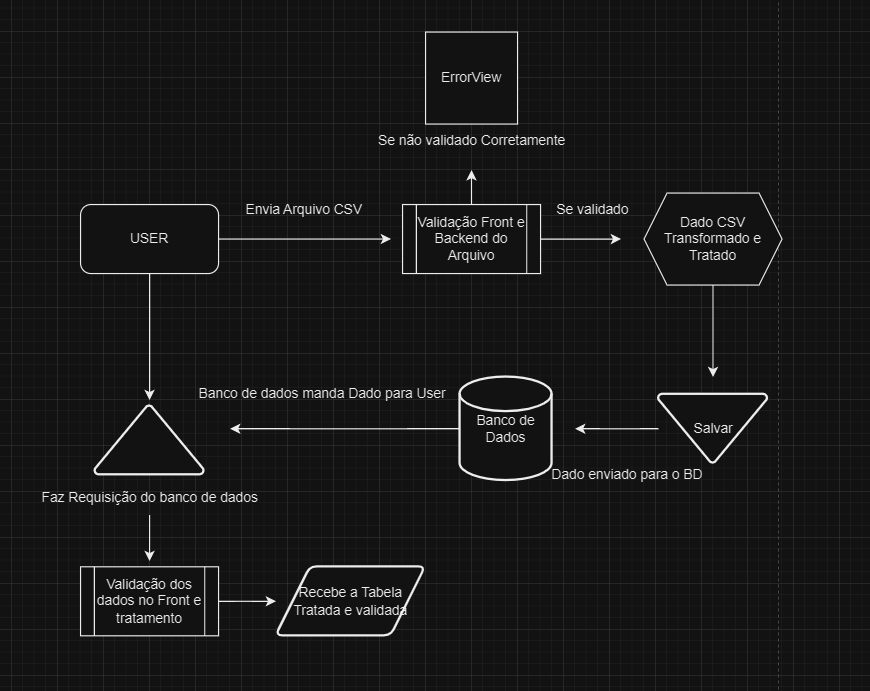 ErrorView
Se não validado Corretamente
USER
Envia Arquivo CSV
Validação Front e
Backend do
Arquivo
Se validado
Dado CSV
Transformado e
Tratado
Banco de dados manda Dado para User
Banco de
Dados
Salvar
Dado enviado para o BD
Faz Requisição do banco de dados
Validação dos
dados no Front e
tratamento
Recebe a Tabela
Tratada e validada